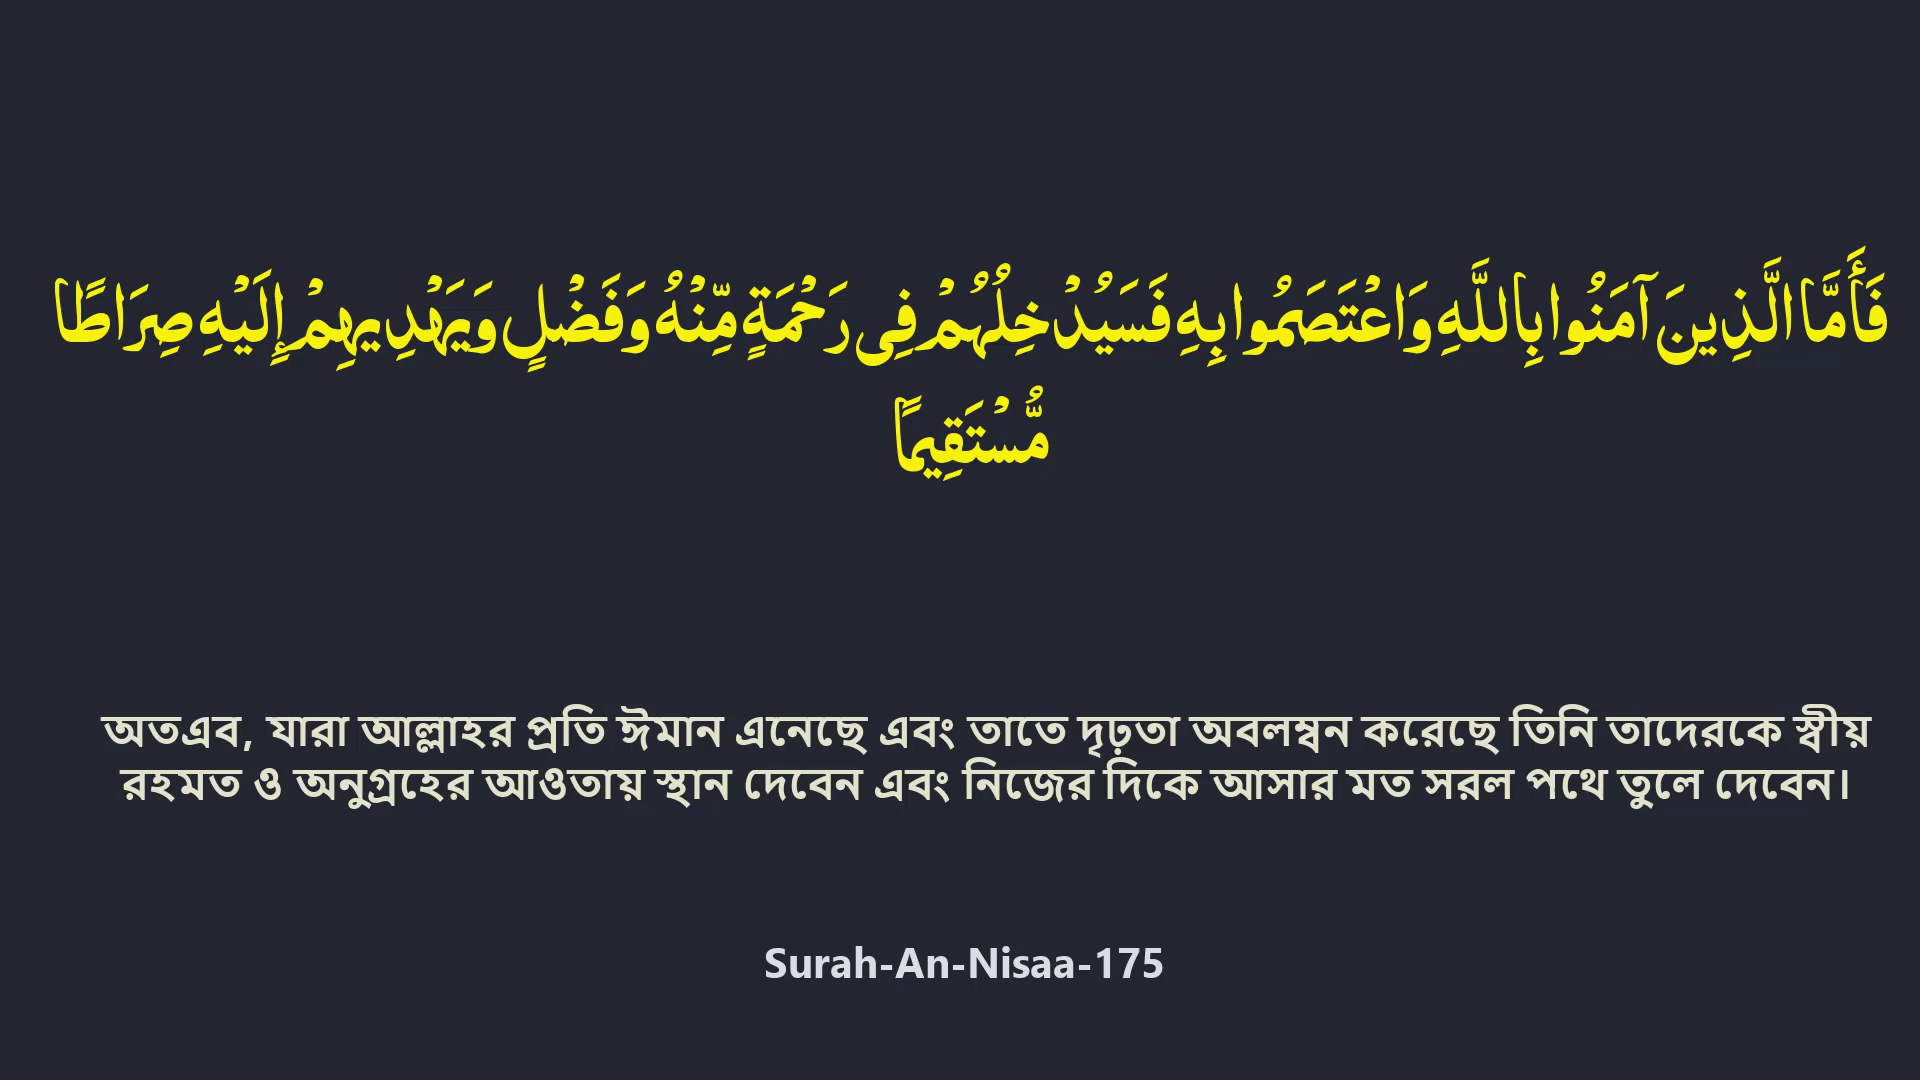 فَأَمَّا الَّذِينَ آمَنُوا بِاللَّهِ وَاعْتَصَمُوا بِهِ فَسَيُدْخِلُهُمْ فِي رَحْمَةٍ مِّنْهُ وَفَضْلٍ وَيَهْدِيهِمْ إِلَيْهِ صِرَاطًا
مُّسْتَقِيمًا
অতএব, যারা আল্লাহর প্রতি ঈমান এনেছে এবং তাতে দৃঢ়তা অবলম্বন করেছে তিনি তাদেরকে স্বীয়
রহমত ও অনুগ্রহের আওতায় স্থান দেবেন এবং নিজের দিকে আসার মত সরল পথে তুলে দেবেন।
Surah-An-Nisaa-175